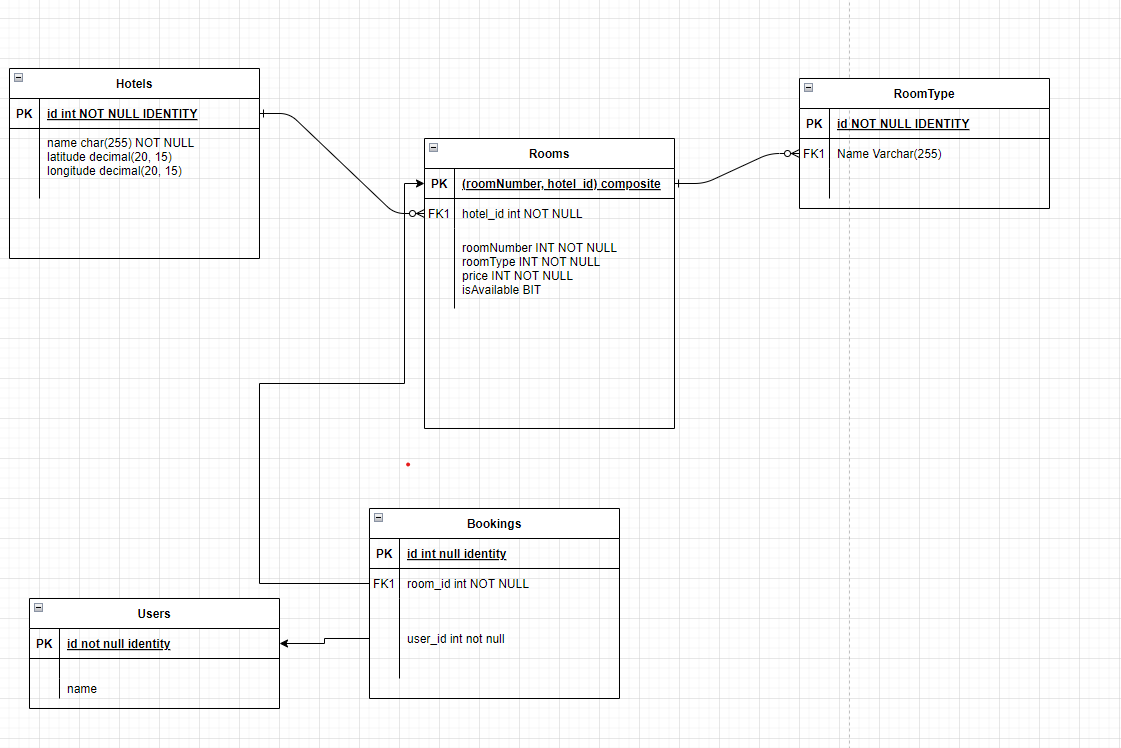 Hotels
PK id int NOT NULL IDENTITY
name char(255) NOT NULL
latitude decimal(20, 15)
longitude decimal(20, 15)
RoomType
PK id NOT NULL IDENTITY
FK1 Name Varchar(255)
Rooms
PK (roomNumber, hotel_id) composite
FK1 hotel_id int NOT NULL
roomNumber INT NOT NULL
roomType INT NOT NULL
price INT NOT NULL
isAvailable BIT
Bookings
PK id int null identity
FK1 room_id int NOT NULL
user_id int not null
Users
PK id not null identity
name